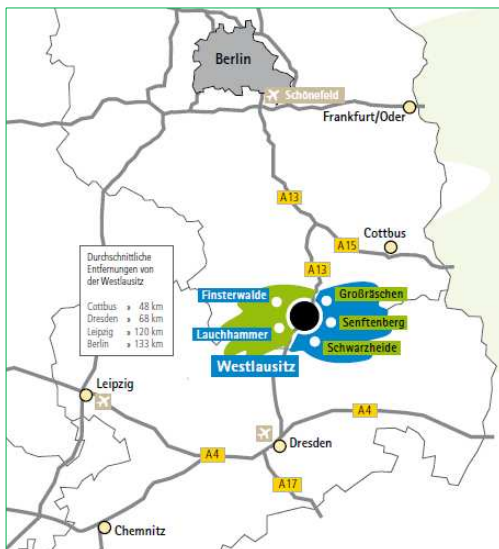 Berlin
Schönefeld
Frankfurt/Oder
A13
A15
Cottbus
A13
Durchschnittliche
Entfernungen von
der Westlausitz
Cottbus » 48 km
Dresden » 68 km
Leipzig » 120 km
Berlin » 133 km
Finsterwalde
Großräschen
Lauchhammer
Senftenberg
Schwarzheide
Westlausitz
Leipzig
A4
Dresden
A4
A17
Chemnitz